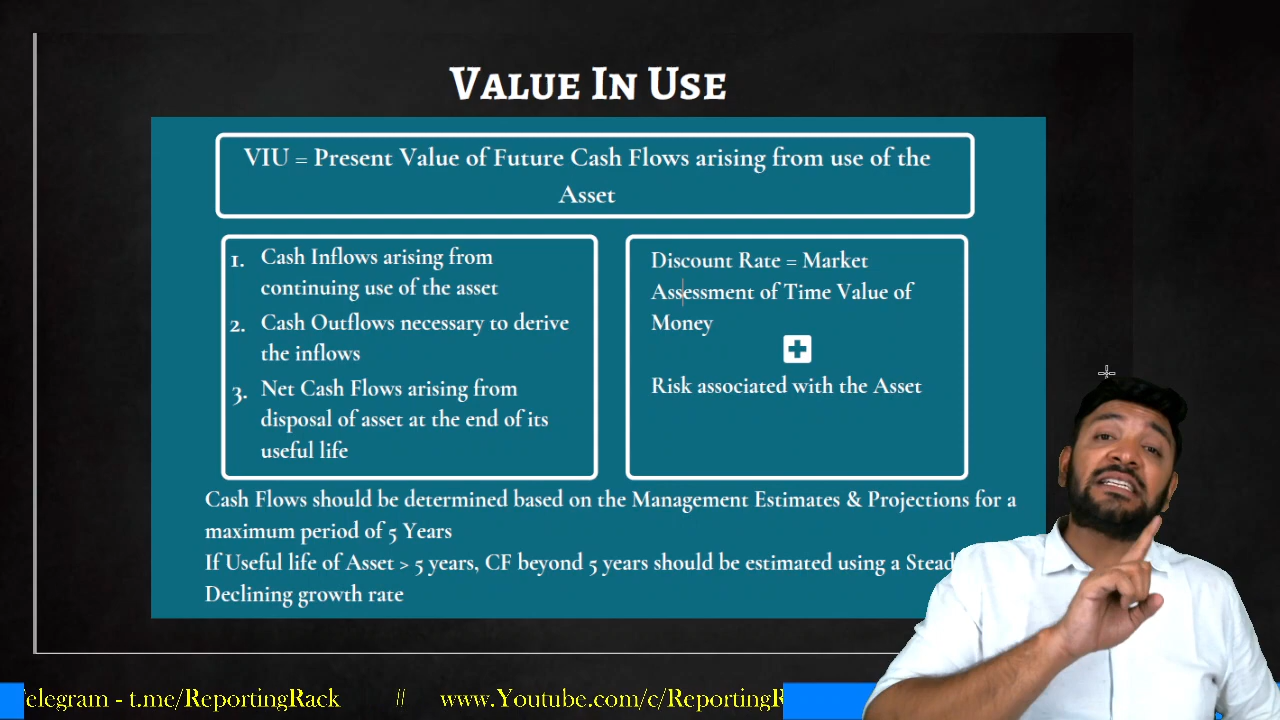 Value In Use
VIU = Present Value of Future Cash Flows arising from use of the
Asset
1. Cash Inflows arising from
continuing use of the asset
2. Cash Outflows necessary to derive
the inflows
3. Net Cash Flows arising from
disposal of asset at the end of its
useful life
Discount Rate = Market
Assessment of Time Value of
Money
Risk associated with the Asset
Cash Flows should be determined based on the Management Estimates & Projections for a
maximum period of 5 Years
If Useful life of Asset > 5 years, CF beyond 5 years should be estimated using a
Declining growth rate
- t.me/ReportingRack // www.Youtube.com/c/ReportingR